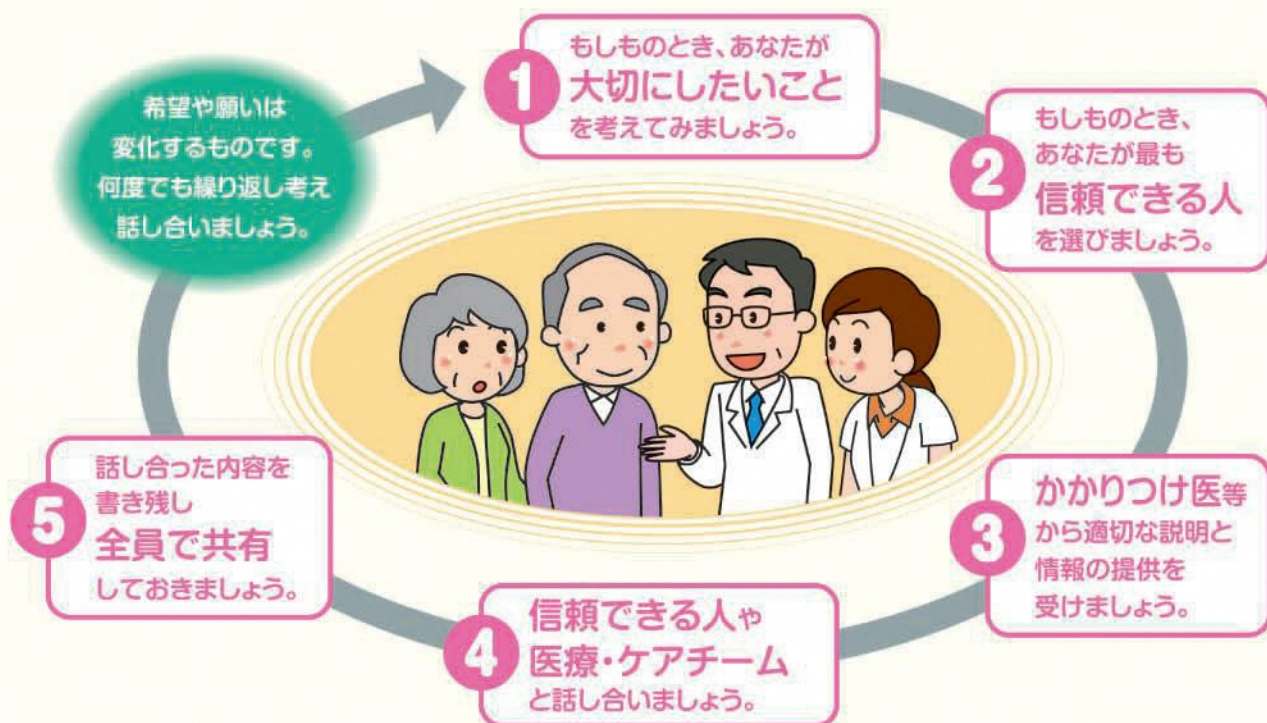 1
もしものとき、あなたが
大切にしたいこと
を考えてみましょう。
2
もしものとき、
あなたが最も
信頼できる人
を選びましょう。
3
かかりつけ医等
から適切な説明と
情報の提供を
受けましょう。
4
信頼できる人や
医療・ケアチーム
と話し合いましょう。
5
話し合った内容を
書き残し
全員で共有
しておきましょう。
希望や願いは
変化するものです。
何度でも繰り返し考え
話し合いましょう。